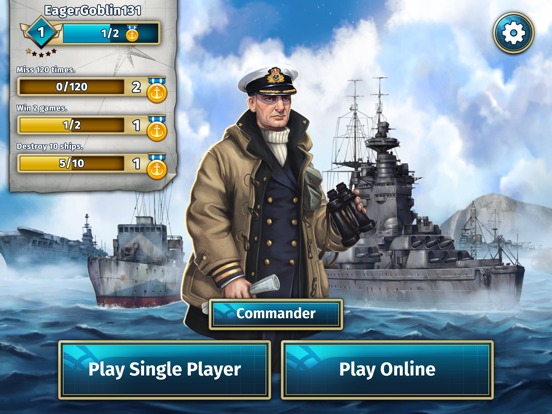 EagerGoblin131
1
1/2
Miss 120 times.
0/120
2
Win 2 games.
1/2
1
Destroy 10 ships.
5/10
1
Commander
Play Single Player
Play Online